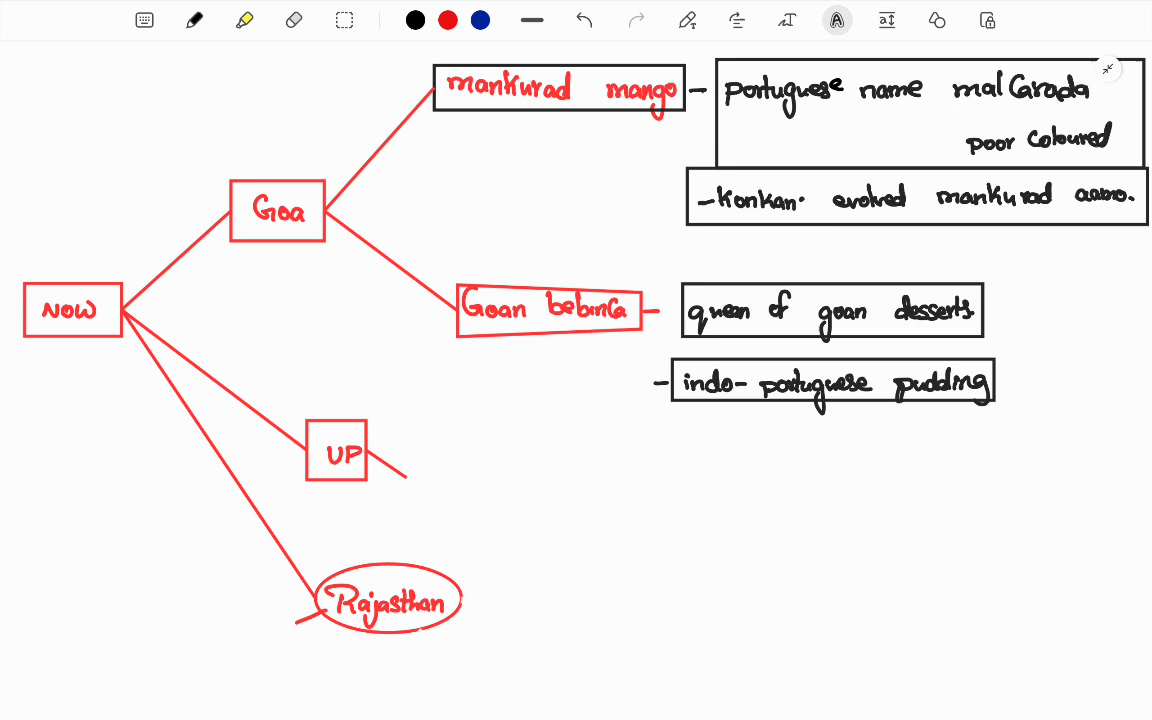 mankurad mango
- Portuguese name malCarada
poor Coloured
- Konkan. evolved mankurad aamo.
Goa
NOW
Goan bebinca -
queen of goan desserts.
- indo- portuguese pudding
UP
Rajasthan